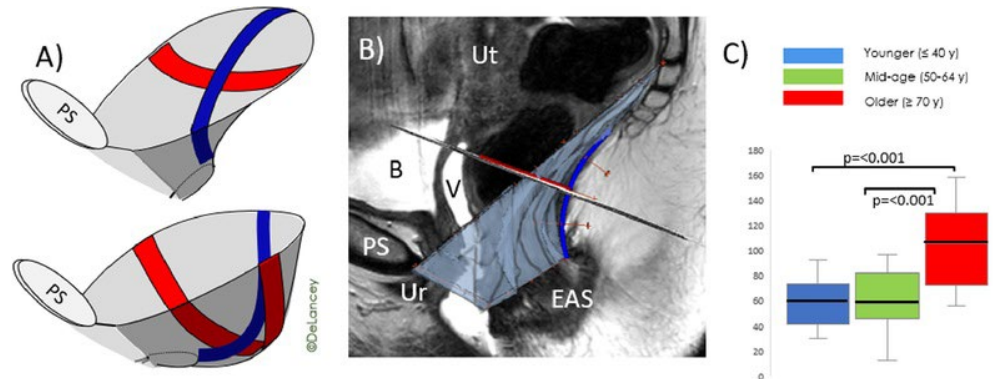 A)
PS
PS
©DeLancey
B)
Ut
B
V
PS
Ur
EAS
C)
Younger (≤ 40 y)
Mid-age (50-64 y)
Older (≥ 70 y)
180
160
140
120
100
80
60
40
20
0
p=<0.001
p=<0.001